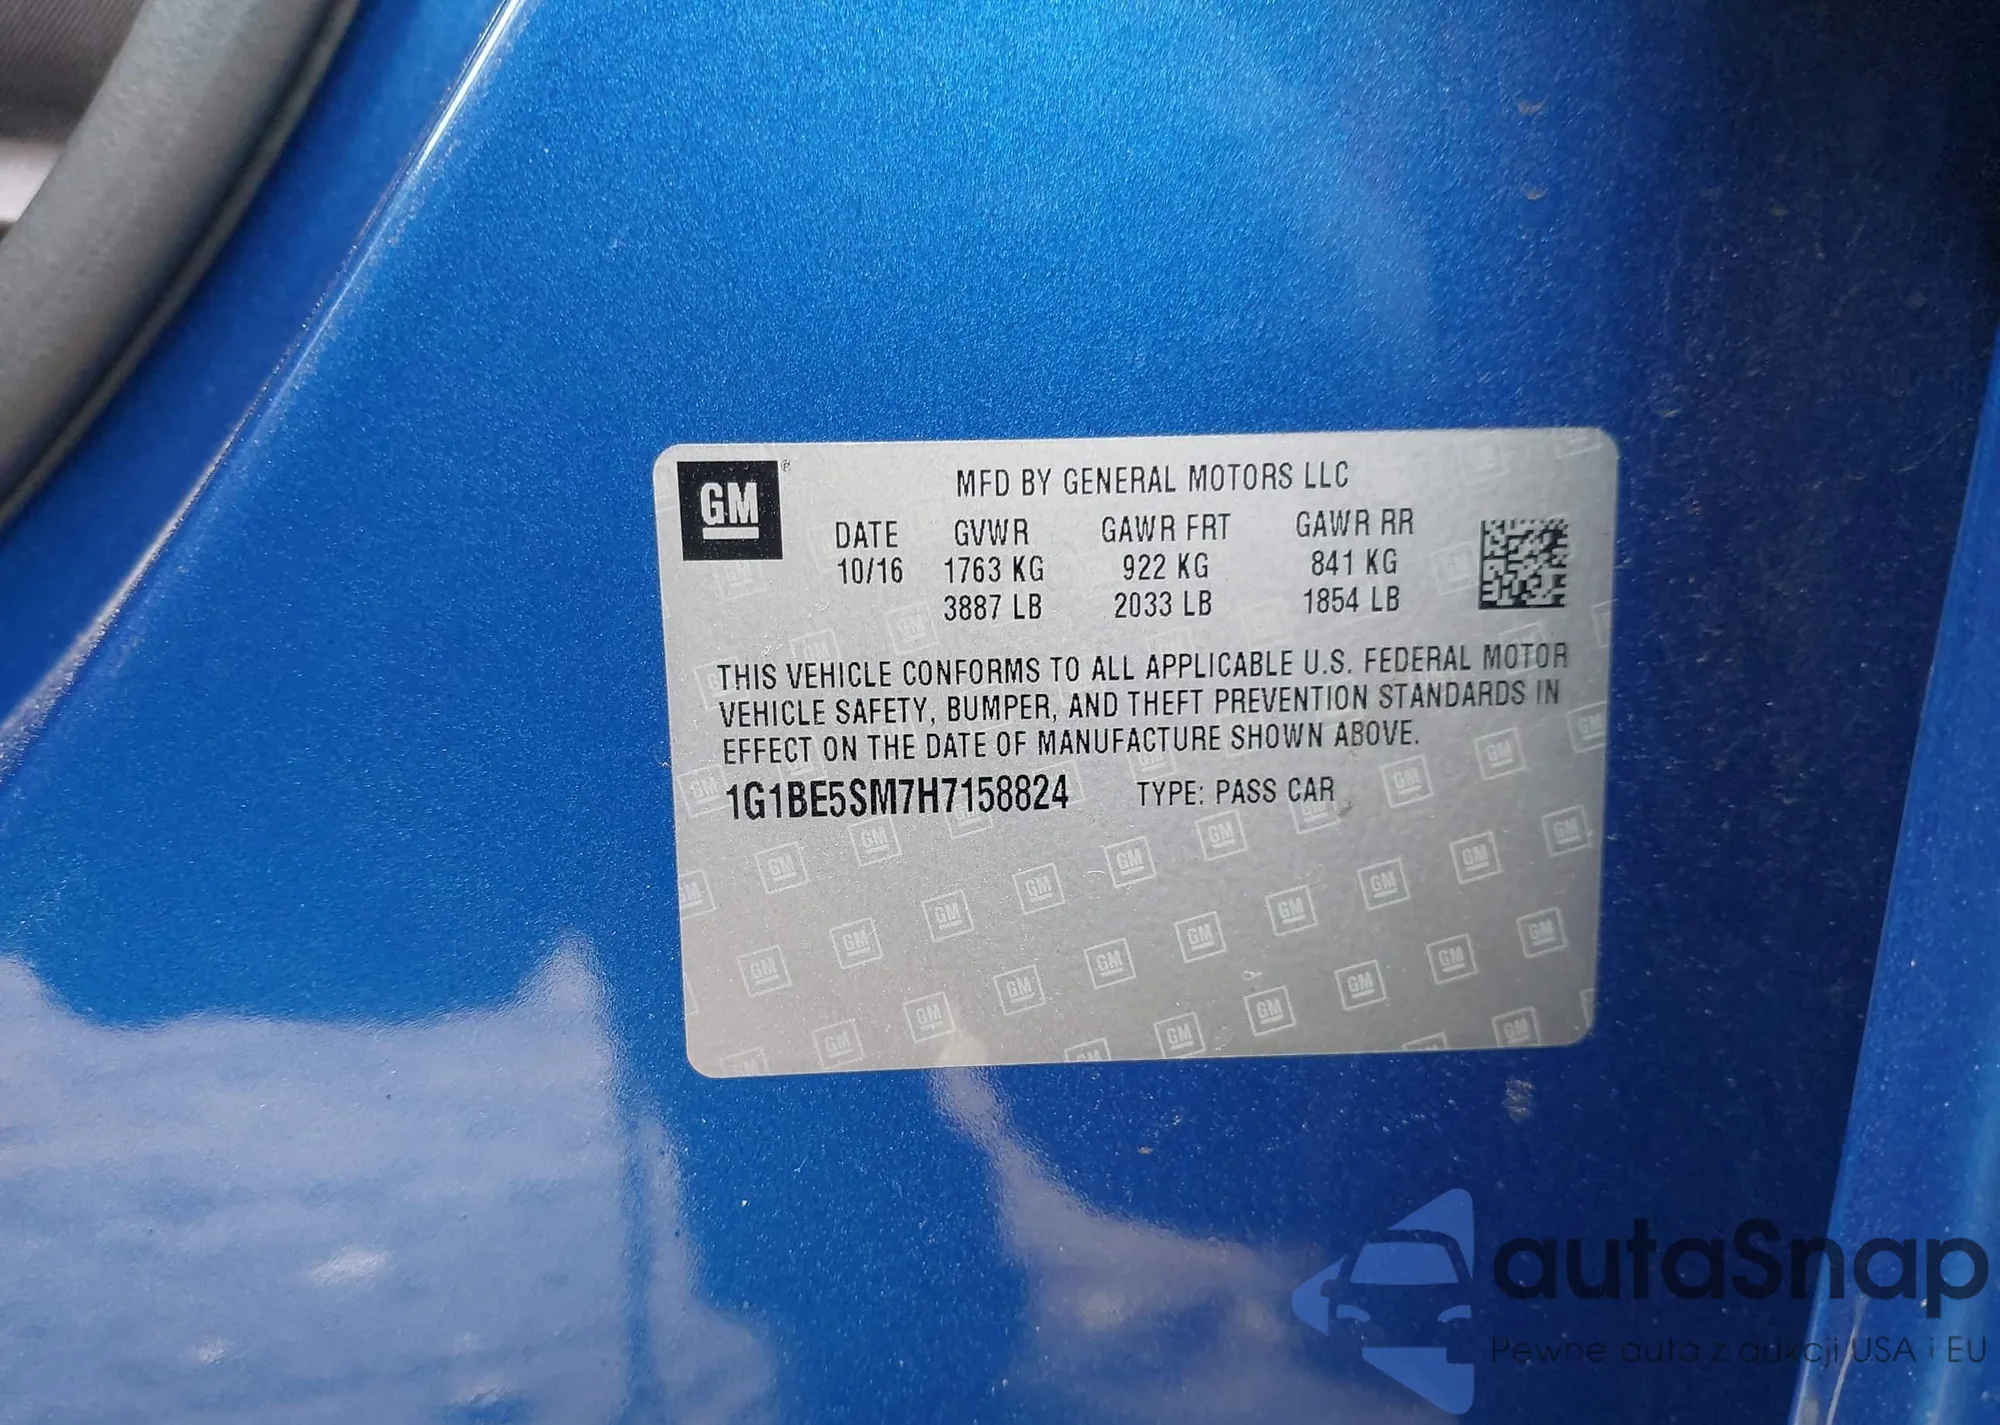 GM
MFD BY GENERAL MOTORS LLC
DATE GVWR GAWR FRT GAWR RR
10/16 1763 KG 922 KG 841 KG
3887 LB 2033 LB 1854 LB
THIS VEHICLE CONFORMS TO ALL APPLICABLE U.S. FEDERAL MOTOR
VEHICLE SAFETY, BUMPER, AND THEFT PREVENTION STANDARDS IN
EFFECT ON THE DATE OF MANUFACTURE SHOWN ABOVE.
1G1BE5SM7H7158824 TYPE: PASS CAR
autaSnap
Pewne auta z aukcji USA i EU